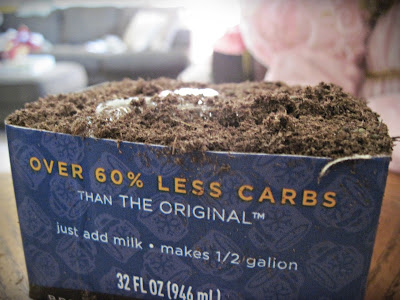 OVER 60% LESS CARBS
THAN THE ORIGINAL™
just add milk • makes 1/2 gallon
32 FL OZ (946 mL)